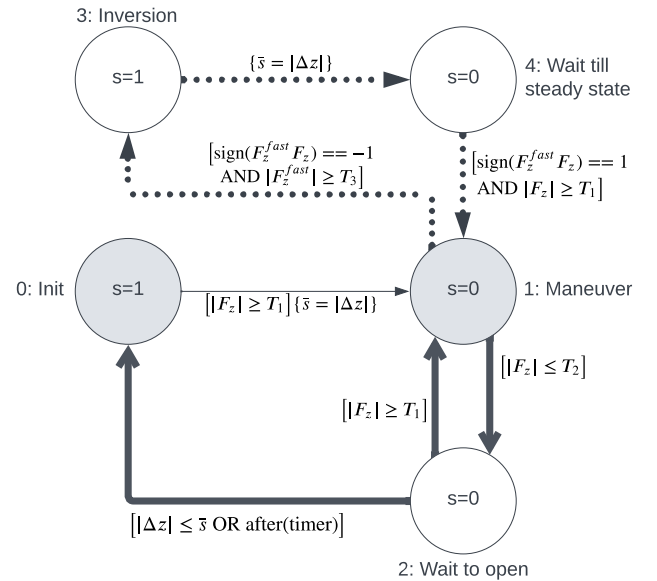 3: Inversion
s=1
{s̄ = |Δz|}
s=0
4: Wait till
steady state
[sign(F_z^{fast} F_z) == −1
AND |F_z^{fast}| ≥ T_3]
[sign(F_z^{fast} F_z) == 1
AND |F_z| ≥ T_1]
0: Init
s=1
[|F_z| ≥ T_1]{s̄ = |Δz|}
s=0
1: Maneuver
[|F_z| ≤ T_2]
[|F_z| ≥ T_1]
s=0
[|Δz| ≤ s̄ OR after(timer)]
2: Wait to open